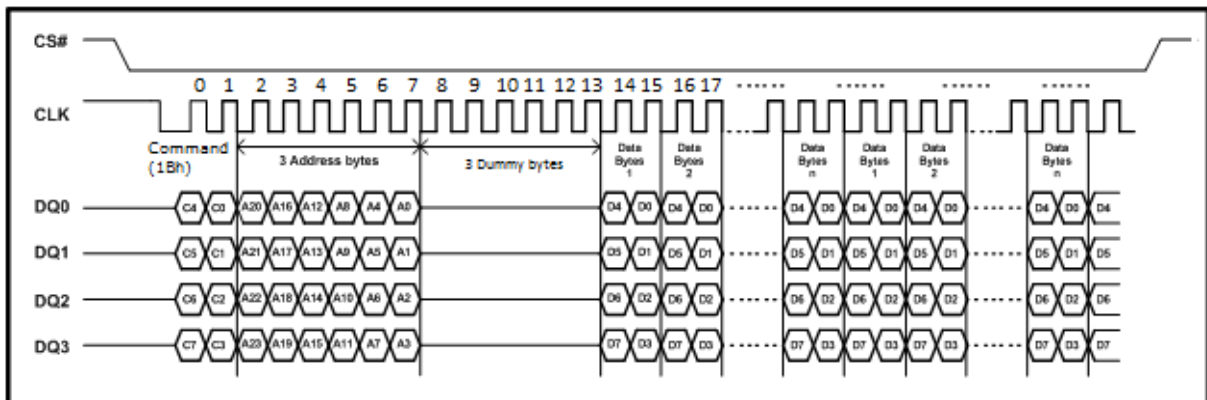 CS#
0 1 2 3 4 5 6 7 8 9 10 11 12 13 14 15 16 17
CLK
Command
(1Bh)
3 Address bytes
3 Dummy bytes
Data
Bytes
1
Data
Bytes
2
Data
Bytes
n
Data
Bytes
1
Data
Bytes
2
Data
Bytes
n
DQ0 C4 C0 A20 A16 A12 A8 A4 A0 D4 D0 D4 D0 D4 D0 D4 D0 D4 D0 D4 D0 D4
DQ1 C5 C1 A21 A17 A13 A9 A5 A1 D5 D1 D5 D1 D5 D1 D5 D1 D5 D1 D5 D1 D5
DQ2 C6 C2 A22 A18 A14 A10 A6 A2 D6 D2 D6 D2 D6 D2 D6 D2 D6 D2 D6 D2 D6
DQ3 C7 C3 A23 A19 A15 A11 A7 A3 D7 D3 D7 D3 D7 D3 D7 D3 D7 D3 D7 D3 D7